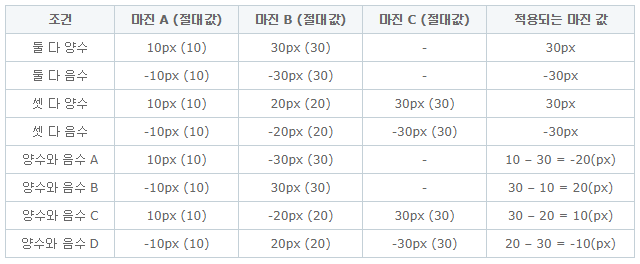 조건 마진 A (절대값) 마진 B (절대값) 마진 C (절대값) 적용되는 마진 값
둘 다 양수 10px (10) 30px (30) - 30px
둘 다 음수 -10px (10) -30px (30) - -30px
셋 다 양수 10px (10) 20px (20) 30px (30) 30px
셋 다 음수 -10px (10) -20px (20) -30px (30) -30px
양수와 음수 A 10px (10) -30px (30) - 10 – 30 = -20(px)
양수와 음수 B -10px (10) 30px (30) - 30 – 10 = 20(px)
양수와 음수 C 10px (10) -20px (20) 30px (30) 30 – 20 = 10(px)
양수와 음수 D -10px (10) 20px (20) -30px (30) 20 – 30 = -10(px)